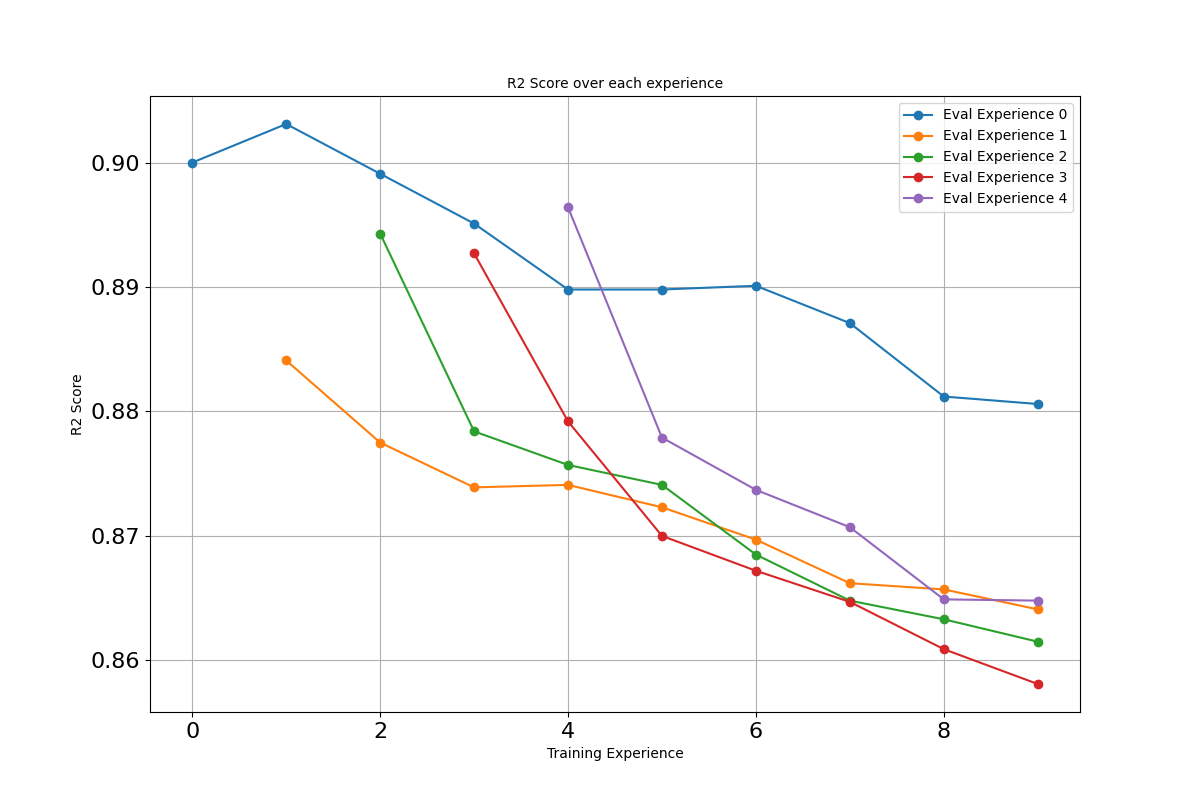 R2 Score over each experience
Eval Experience 0
Eval Experience 1
Eval Experience 2
Eval Experience 3
Eval Experience 4
0.90
0.89
0.88
0.87
0.86
R2 Score
0 2 4 6 8
Training Experience